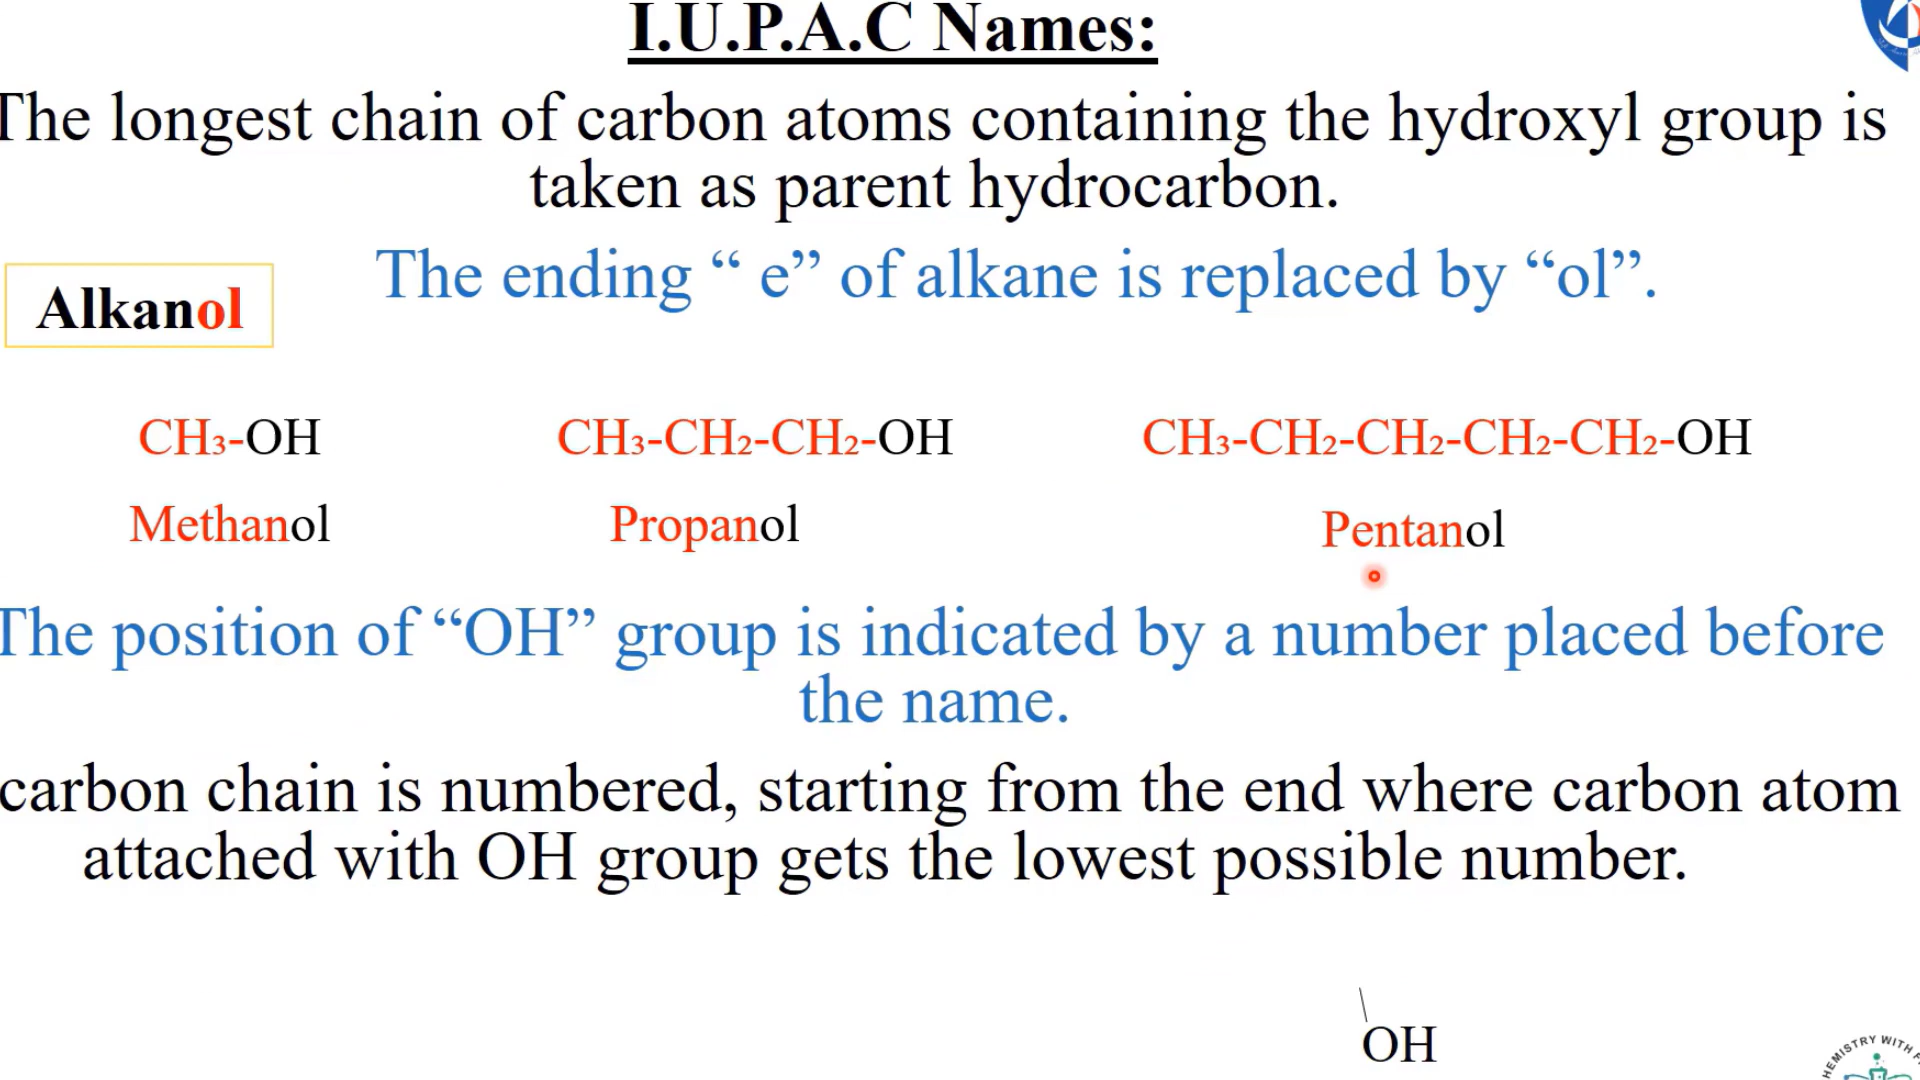 I.U.P.A.C Names:
The longest chain of carbon atoms containing the hydroxyl group is
taken as parent hydrocarbon.
The ending “ e” of alkane is replaced by “ol”.
Alkanol
CH₃-OH
CH₃-CH₂-CH₂-OH
CH₃-CH₂-CH₂-CH₂-CH₂-OH
Methanol
Propanol
Pentanol
The position of “OH” group is indicated by a number placed before
the name.
carbon chain is numbered, starting from the end where carbon atom
attached with OH group gets the lowest possible number.
OH
WITH